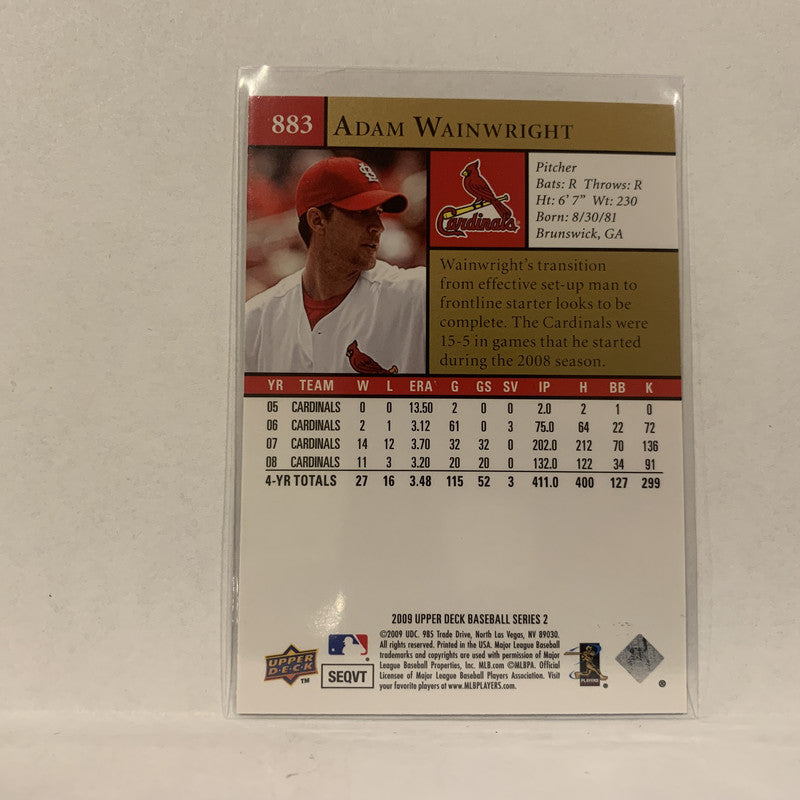 883 ADAM WAINWRIGHT
StL
Cardinals
Pitcher
Bats: R Throws: R
Ht: 6' 7" Wt: 230
Born: 8/30/81
Brunswick, GA
Wainwright's transition
from effective set-up man to
frontline starter looks to be
complete. The Cardinals were
15-5 in games that he started
during the 2008 season.
YR TEAM W L ERA G GS SV IP H BB K
05 CARDINALS 0 0 13.50 2 0 0 2.0 2 1 0
06 CARDINALS 2 1 3.12 61 0 3 75.0 64 22 72
07 CARDINALS 14 12 3.70 32 32 0 202.0 212 70 136
08 CARDINALS 11 3 3.20 20 20 0 132.0 122 34 91
4-YR TOTALS 27 16 3.48 115 52 3 411.0 400 127 299
2009 UPPER DECK BASEBALL SERIES 2
©2009 UDC. 985 Trade Drive, North Las Vegas, NV 89030.
All rights reserved. Printed in the USA. Major League Baseball
trademarks and copyrights are used with permission of Major
League Baseball Properties, Inc. MLB.com ©MLBPA. Official
Licensee of Major League Baseball Players Association. Visit
your favorite players at www.MLBPLAYERS.com.
UPPER DECK ™
SEQVT
PLAYERS
®